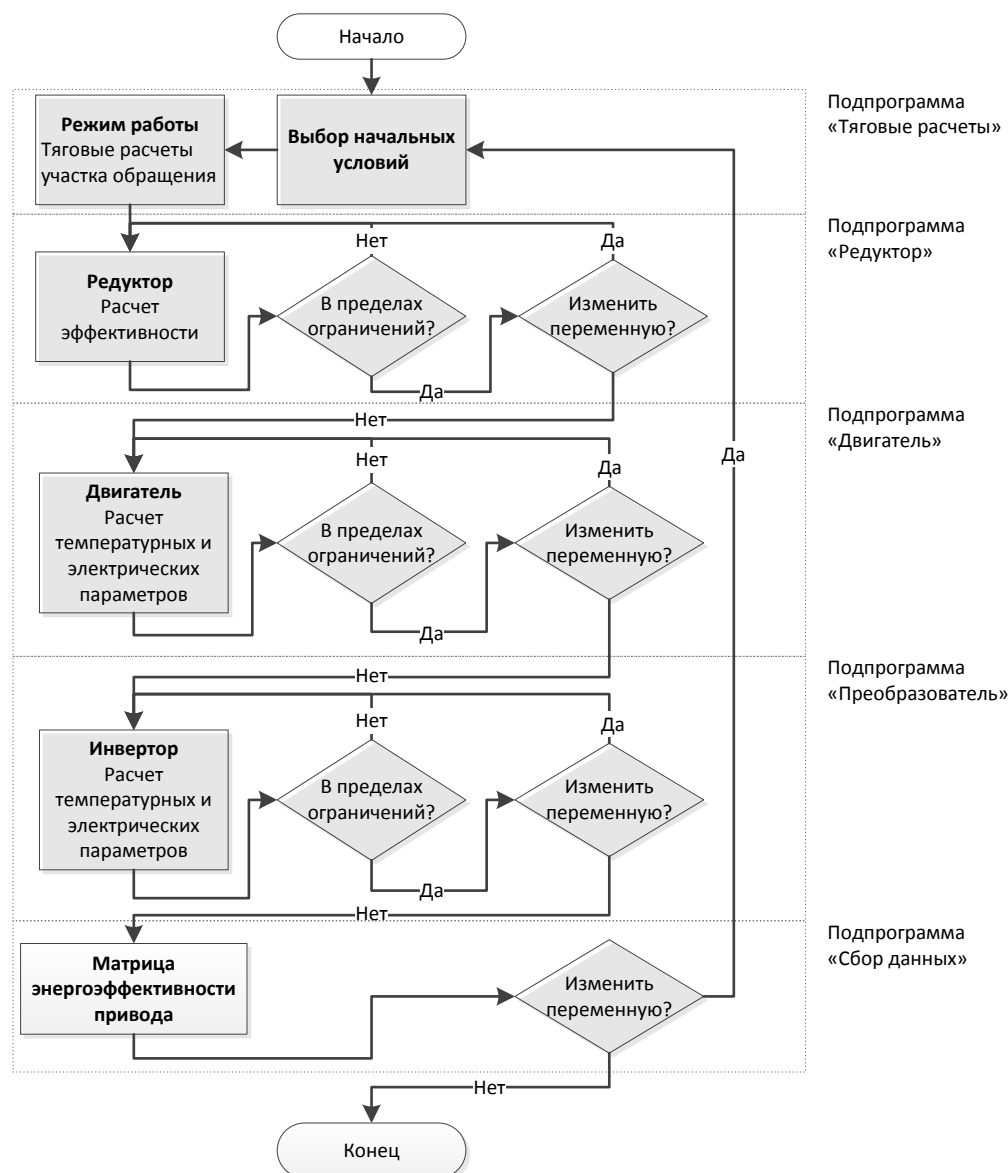 Начало
Подпрограмма
«Тяговые расчеты»
Режим работы
Тяговые расчеты
участка обращения
Выбор начальных
условий
Подпрограмма
«Редуктор»
Нет
Да
Редуктор
Расчет
эффективности
В пределах
ограничений?
Изменить
переменную?
Да
Нет
Подпрограмма
«Двигатель»
Нет
Да
Да
Двигатель
Расчет
температурных и
электрических
параметров
В пределах
ограничений?
Изменить
переменную?
Да
Нет
Подпрограмма
«Преобразователь»
Нет
Да
Инвертор
Расчет
температурных и
электрических
параметров
В пределах
ограничений?
Изменить
переменную?
Да
Нет
Подпрограмма
«Сбор данных»
Матрица
энергоэффективности
привода
Изменить
переменную?
Нет
Конец